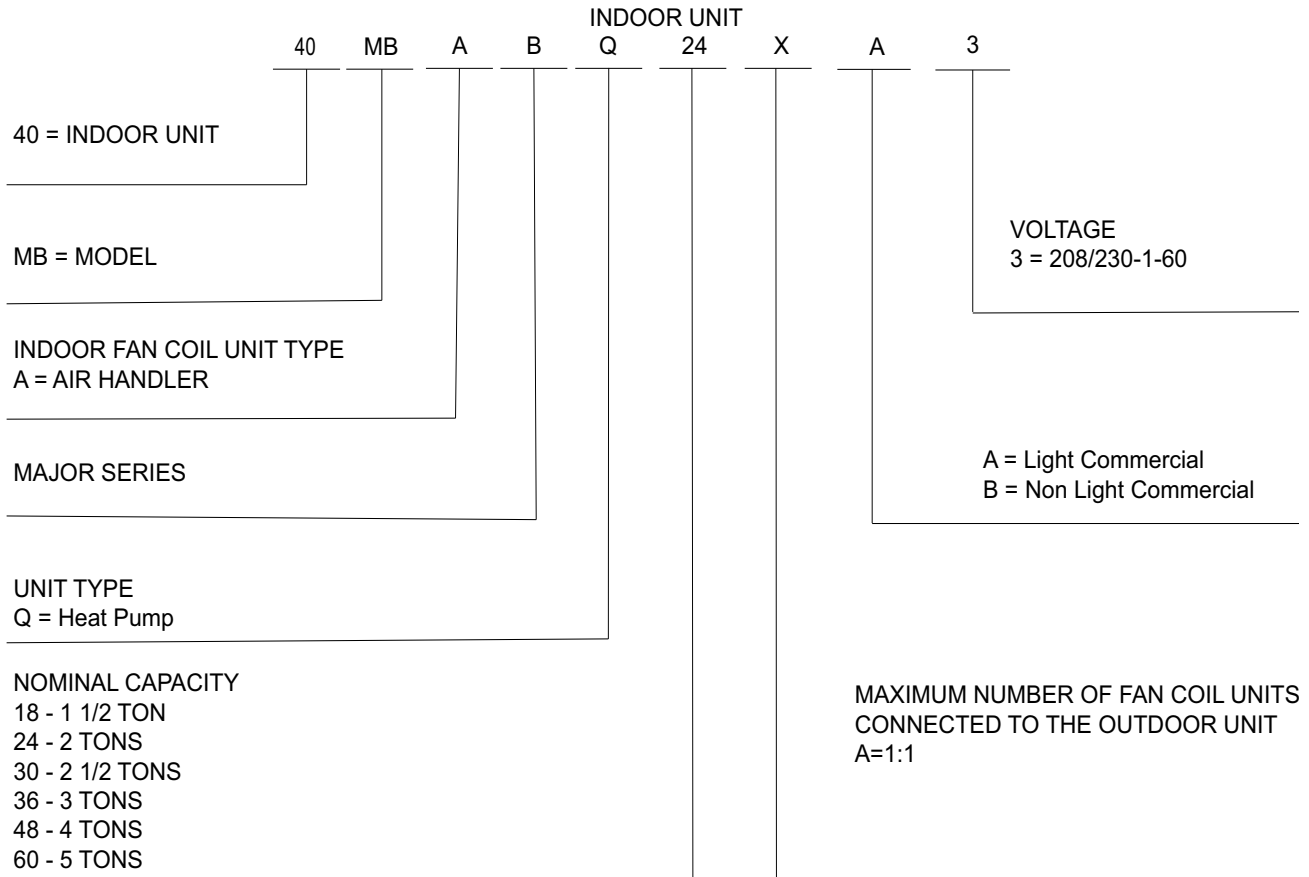 INDOOR UNIT
40 MB A B Q 24 X A 3
40 = INDOOR UNIT
MB = MODEL
INDOOR FAN COIL UNIT TYPE
A = AIR HANDLER
MAJOR SERIES
UNIT TYPE
Q = Heat Pump
NOMINAL CAPACITY
18 - 1 1/2 TON
24 - 2 TONS
30 - 2 1/2 TONS
36 - 3 TONS
48 - 4 TONS
60 - 5 TONS
VOLTAGE
3 = 208/230-1-60
A = Light Commercial
B = Non Light Commercial
MAXIMUM NUMBER OF FAN COIL UNITS
CONNECTED TO THE OUTDOOR UNIT
A=1:1